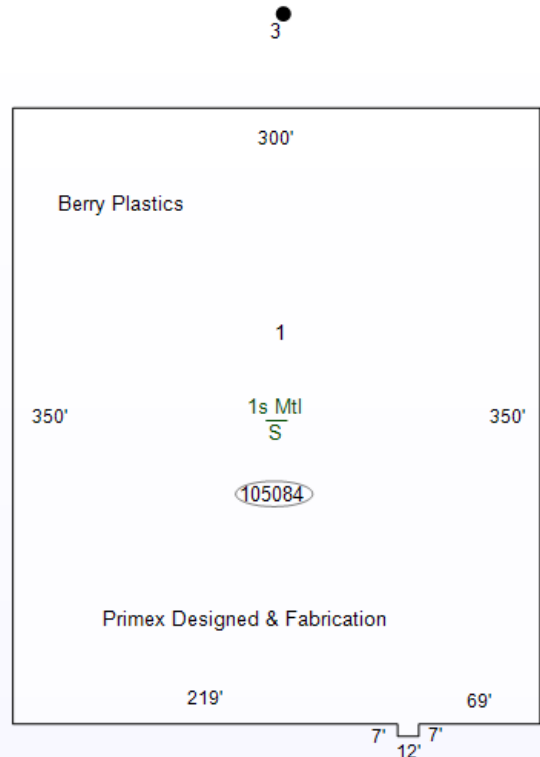 3
300'
Berry Plastics
1
350'
1s Mtl
350'
S
105084
Primex Designed & Fabrication
219'
69'
7'
7'
12'